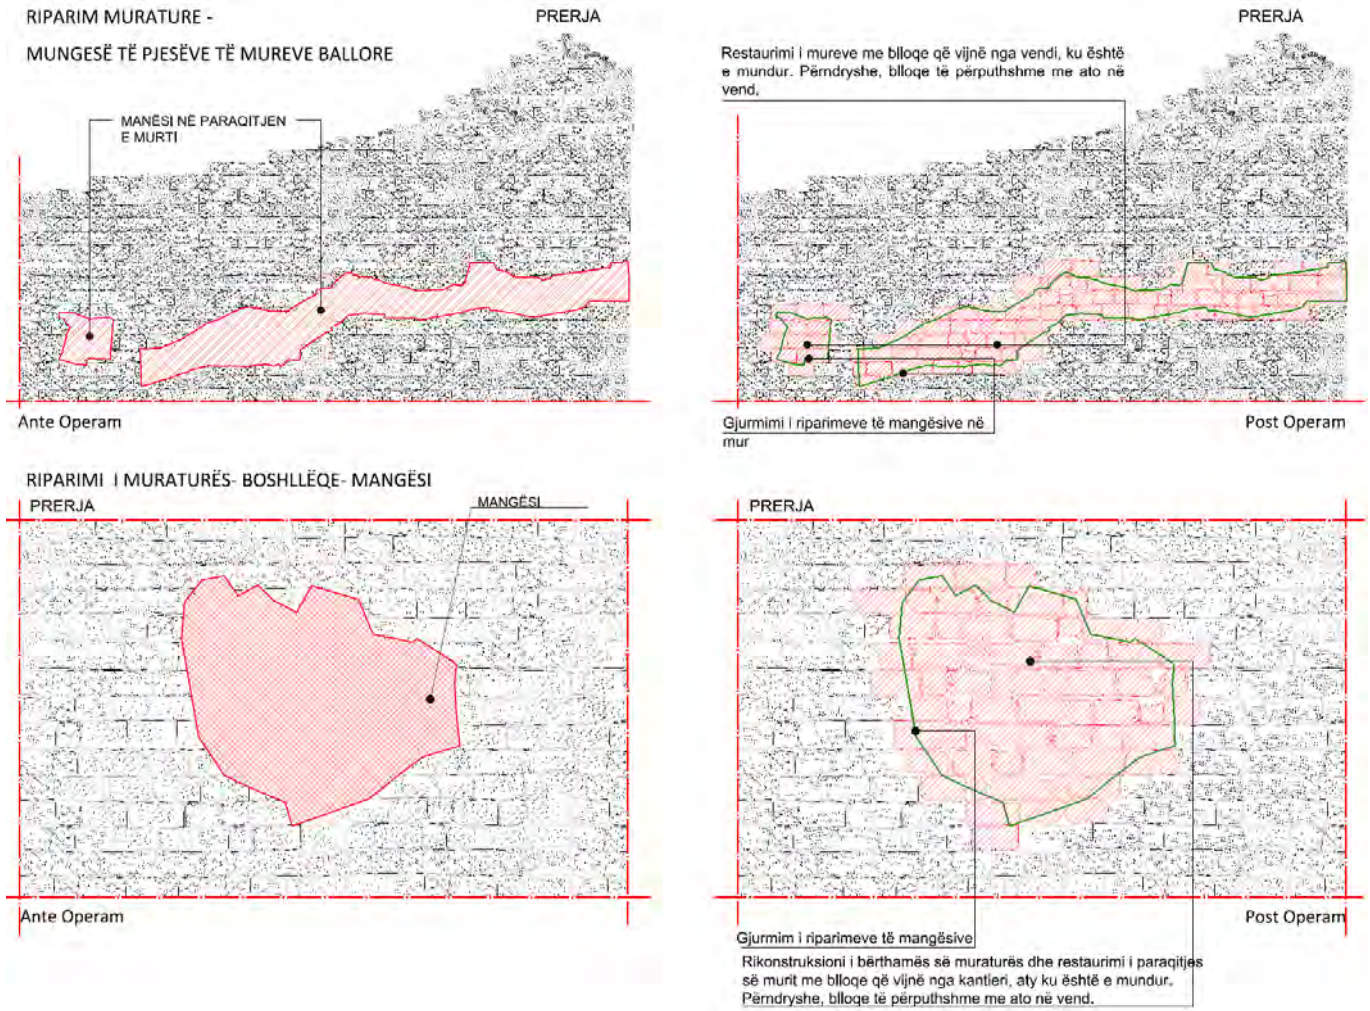 RIPARIM MURATURE -
PRERJA
MUNGESË TË PJESËVE TË MUREVE BALLORE
MANËSI NË PARAQITJEN
E MURTI
Ante Operam
PRERJA
Restaurimi i mureve me blloqe që vijnë nga vendi, ku është
e mundur. Përndryshe, blloqe të përputhshme me ato në
vend.
Gjurmimi i riparimeve të mangësive në
mur
Post Operam
RIPARIMI I MURATURËS- BOSHLLËQE- MANGËSI
PRERJA
MANGËSI
Ante Operam
PRERJA
Post Operam
Gjurmim i riparimeve të mangësive
Rikonstruksioni i bërthamës së muraturës dhe restaurimi i paraqitjes
së murit me blloqe që vijnë nga kantieri, aty ku është e mundur.
Përndryshe, blloqe të përputhshme me ato në vend.